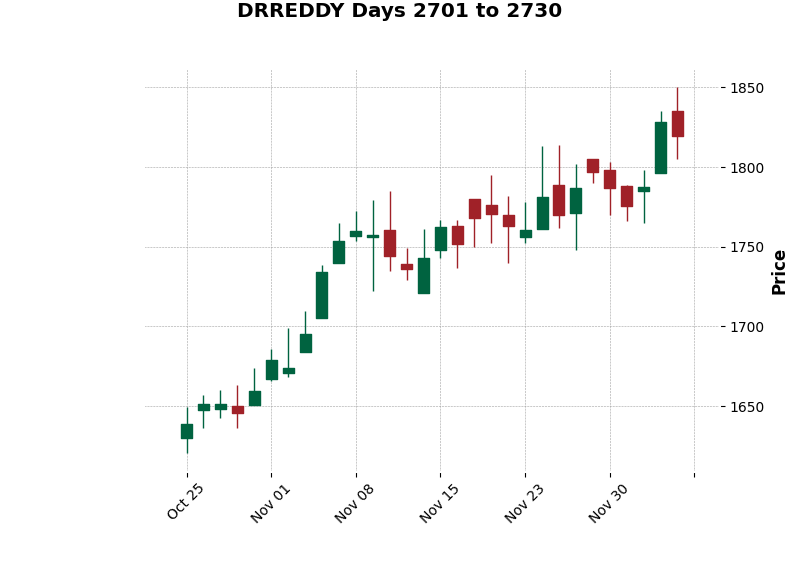 DRREDDY Days 2701 to 2730
1850
1800
1750
1700
1650
Price
Oct 25
Nov 01
Nov 08
Nov 15
Nov 23
Nov 30